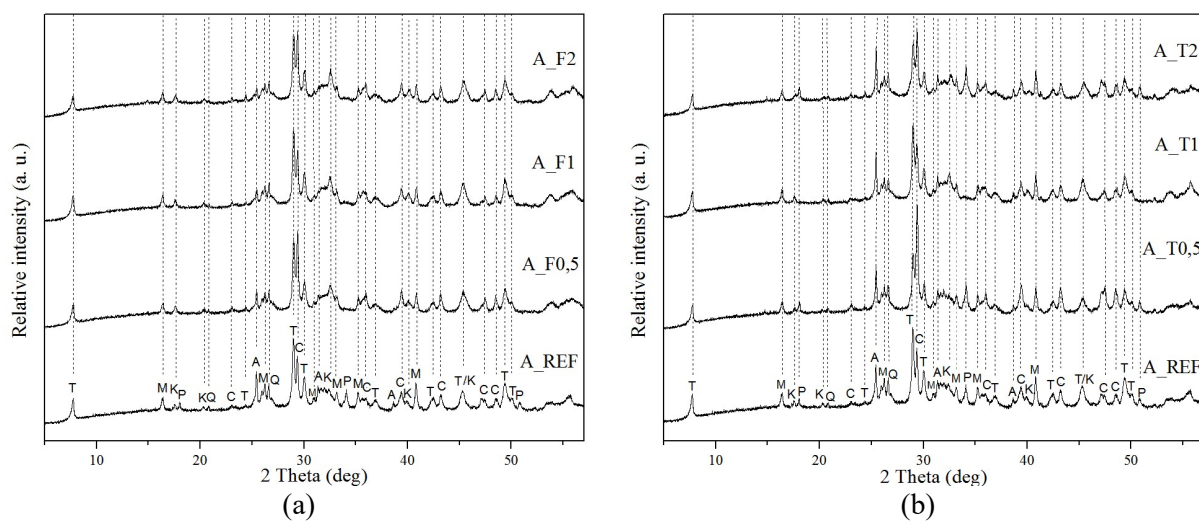 A_F2
A_F1
A_F0,5
A_REF
T
M
K
P
K
Q
C
T
A
M
Q
T
C
T
M
A
K
M
P
M
C
T
A
C
K
M
T
C
T/K
C
C
T
T
P
10
20
30
40
50
2 Theta (deg)
Relative intensity (a. u.)
(a)
A_T2
A_T1
A_T0,5
A_REF
T
M
K
P
K
Q
C
T
A
M
Q
T
C
T
M
A
K
M
P
M
C
T
A
C
K
M
T
C
T/K
C
C
T
T
P
10
20
30
40
50
2 Theta (deg)
Relative intensity (a. u.)
(b)